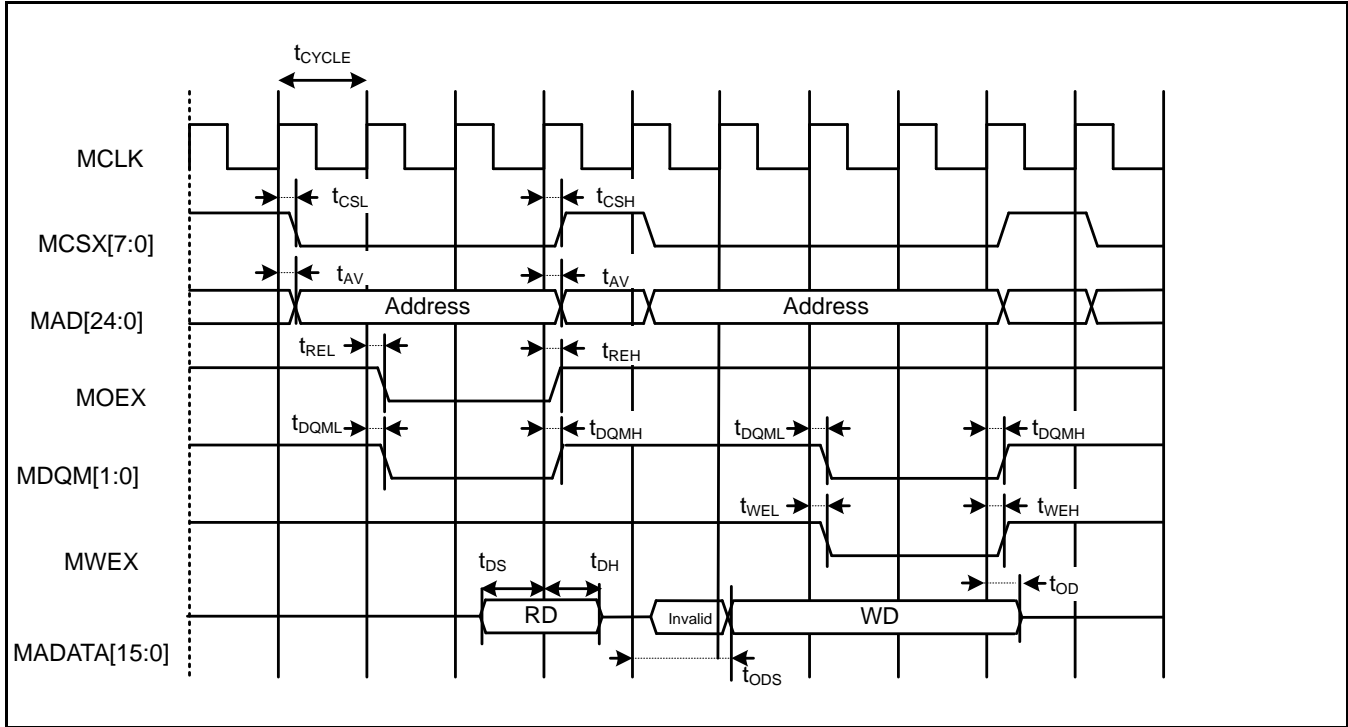 tCYCLE
MCLK
tCSL
tCSH
MCSX[7:0]
tAV
tAV
MAD[24:0]
Address
Address
tREL
tREH
MOEX
tDQML
tDQMH
tDQML
tDQMH
MDQM[1:0]
tWEL
tWEH
MWEX
tDS
tDH
tOD
RD
Invalid
WD
MADATA[15:0]
tODS